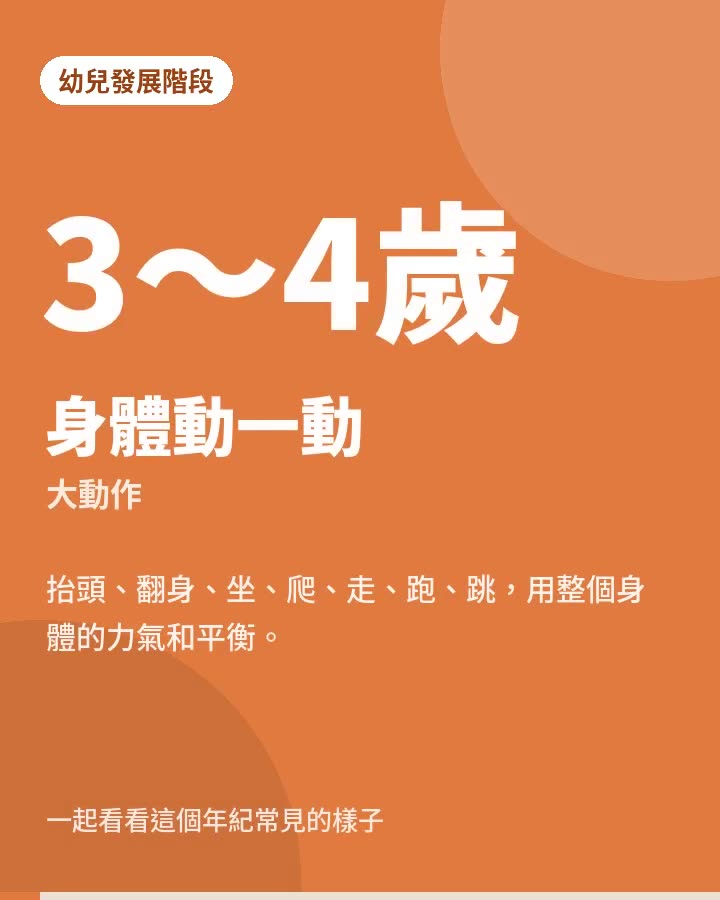 幼兒發展階段
3～4歲
身體動一動
大動作
抬頭、翻身、坐、爬、走、跑、跳，用整個身
體的力氣和平衡。
一起看看這個年紀常見的樣子